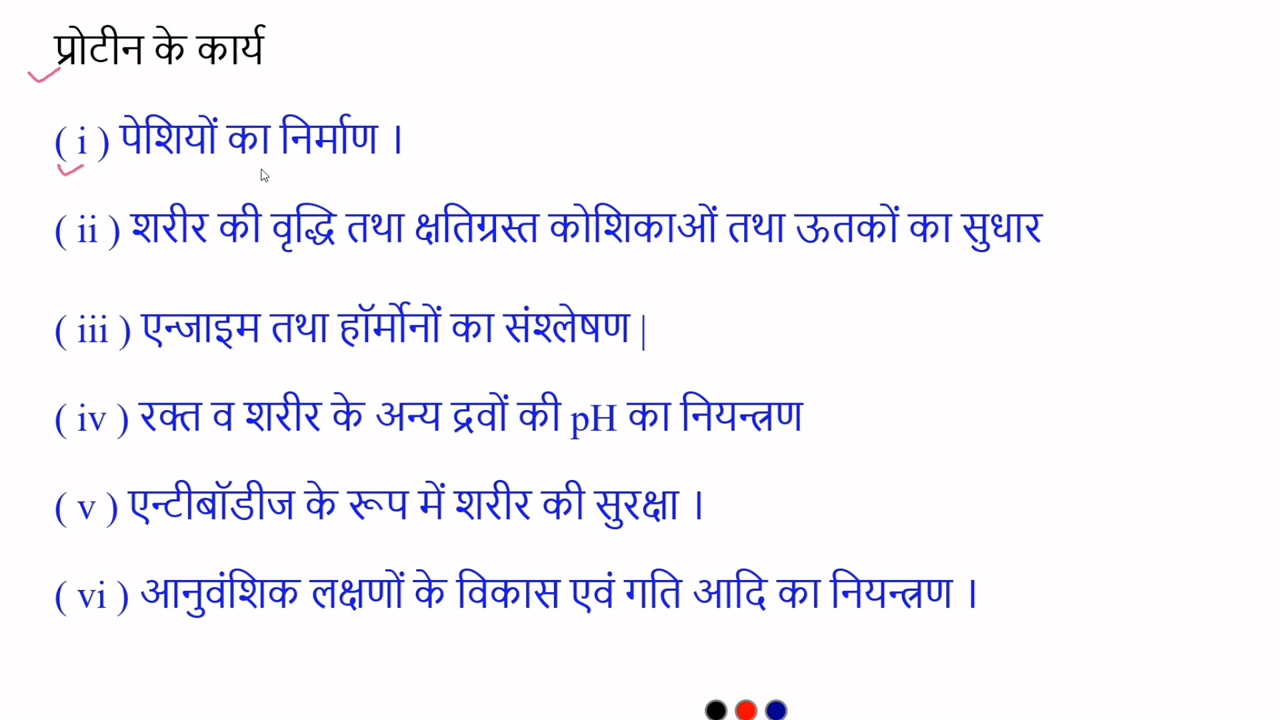 प्रोटीन के कार्य
( i ) पेशियों का निर्माण ।
( ii ) शरीर की वृद्धि तथा क्षतिग्रस्त कोशिकाओं तथा ऊतकों का सुधार
( iii ) एन्जाइम तथा हॉर्मोनों का संश्लेषण |
( iv ) रक्त व शरीर के अन्य द्रवों की pH का नियन्त्रण
( v ) एन्टीबॉडीज के रूप में शरीर की सुरक्षा ।
( vi ) आनुवंशिक लक्षणों के विकास एवं गति आदि का नियन्त्रण ।